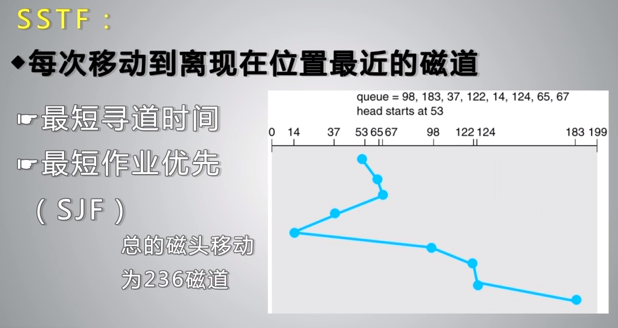 SSTF：
◆每次移动到离现在位置最近的磁道
☛最短寻道时间
☛最短作业优先
（SJF）
总的磁头移动
为236磁道
queue = 98, 183, 37, 122, 14, 124, 65, 67
head starts at 53
0 14 37 53 65 67 98 122 124 183 199